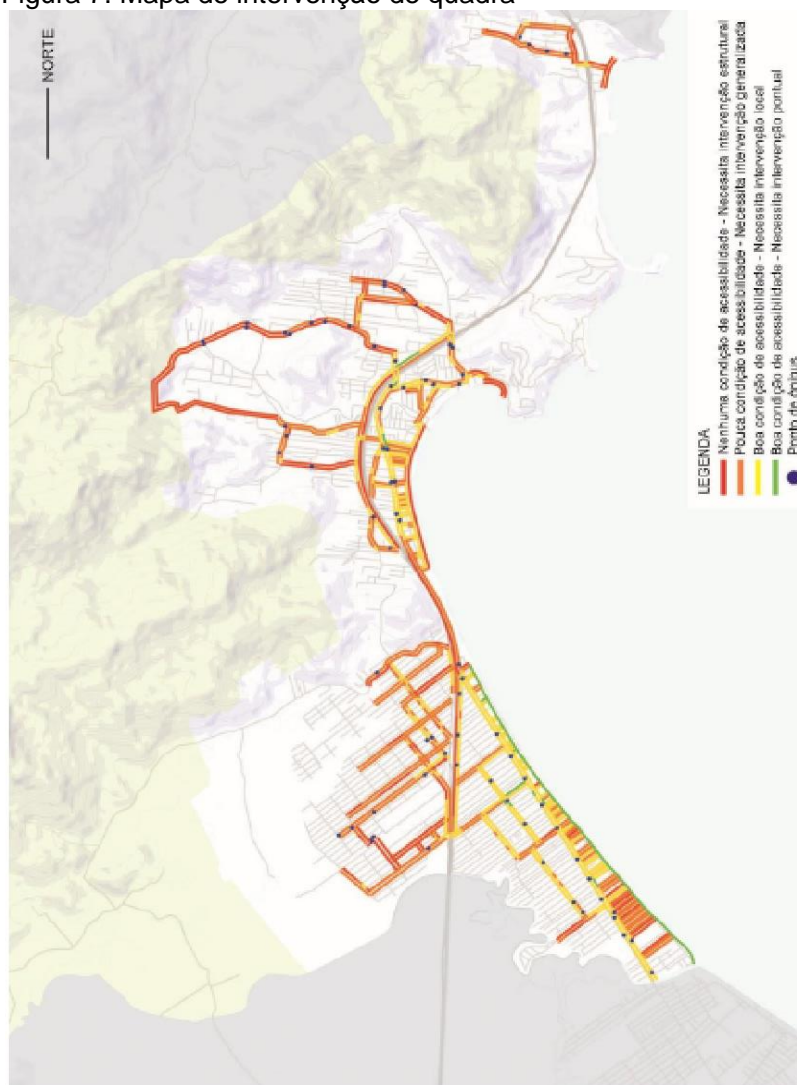 Figura 7: Mapa de intervenção de quadra
NORTE
LEGENDA
Nenhuma condição de acessibilidade - Necessita intervenção estrutural
Pouca condição de acessibilidade - Necessita intervenção generalizada
Boa condição de acessibilidade - Necessita intervenção local
Boa condição de acessibilidade - Necessita intervenção pontual
Ponto de ônibus